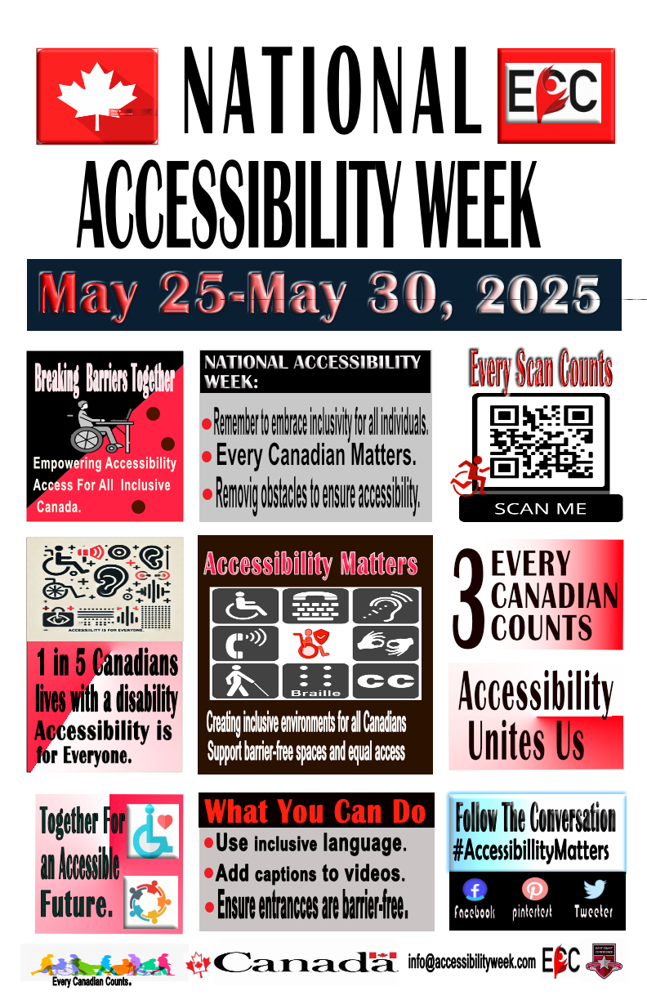 NATIONAL
ECC
ACCESSIBILITY WEEK
May 25-May 30, 2025
Breaking Barriers Together
Empowering Accessibility
Access For All Inclusive
Canada.
NATIONAL ACCESSIBILITY
WEEK:
Remember to embrace inclusivity for all individuals.
Every Canadian Matters.
Removig obstacles to ensure accessibility.
Every Scan Counts
SCAN ME
ACCESSIILTY IS FOR EVERYONE.
1 in 5 Canadians
lives with a disability
Accessibility is
for Everyone.
Accessibility Matters
Braille
CC
Creating inclusive environments for all Canadians
Support barrier-free spaces and equal access
3 EVERY
CANADIAN
COUNTS
Accessibility
Unites Us
Together For
an Accessible
Future.
What You Can Do
Use inclusive language.
Add captions to videos.
Ensure entrancces are barrier-free.
Follow The Conversation
#AccessibillityMatters
Facebook
pintertest
Tweeter
Every Canadian Counts.
Canada
info@accessibilityweek.com
ECC
EAST COAST
CONFERENCE